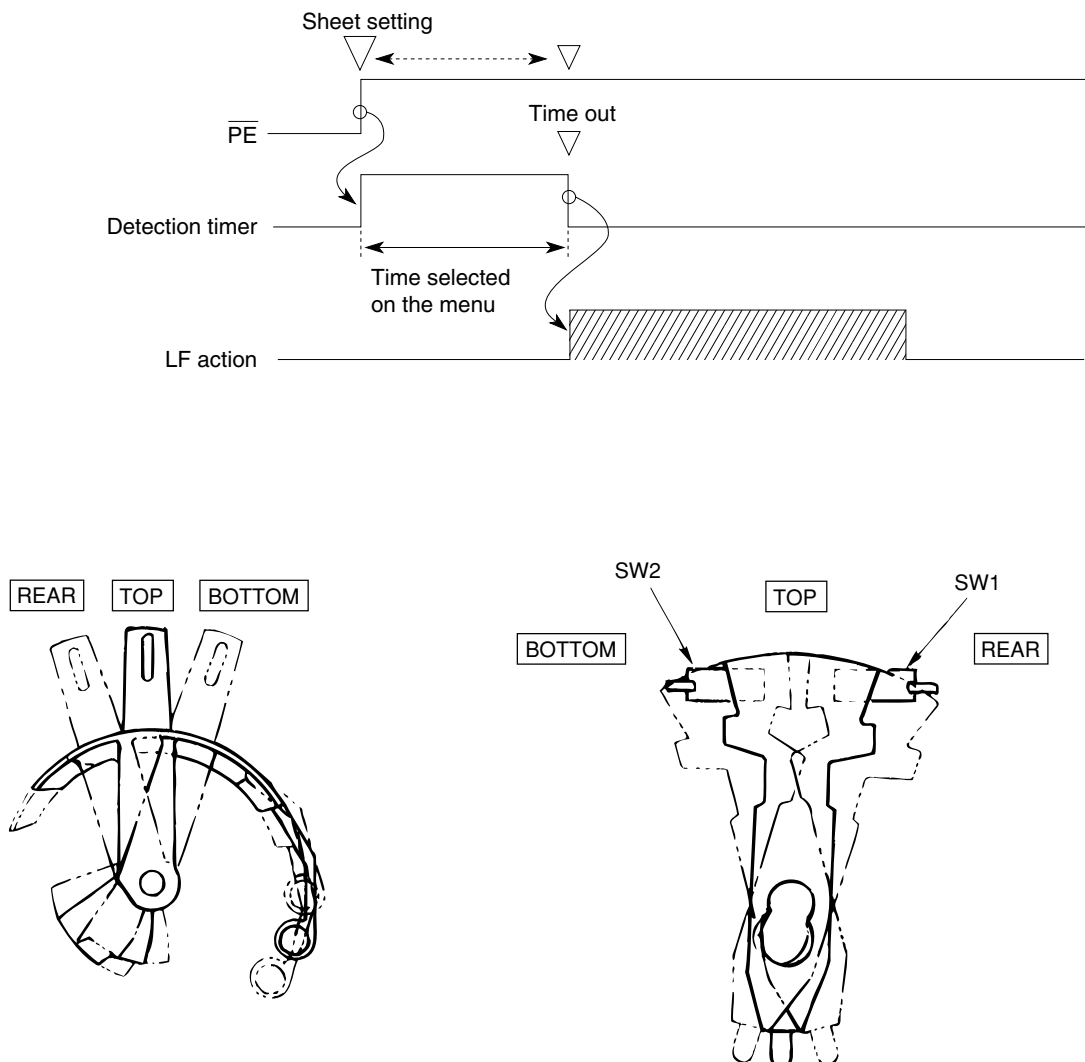 Sheet setting
P̅E̅
Time out
Detection timer
Time selected
on the menu
LF action
REAR
TOP
BOTTOM
SW2
TOP
SW1
BOTTOM
REAR